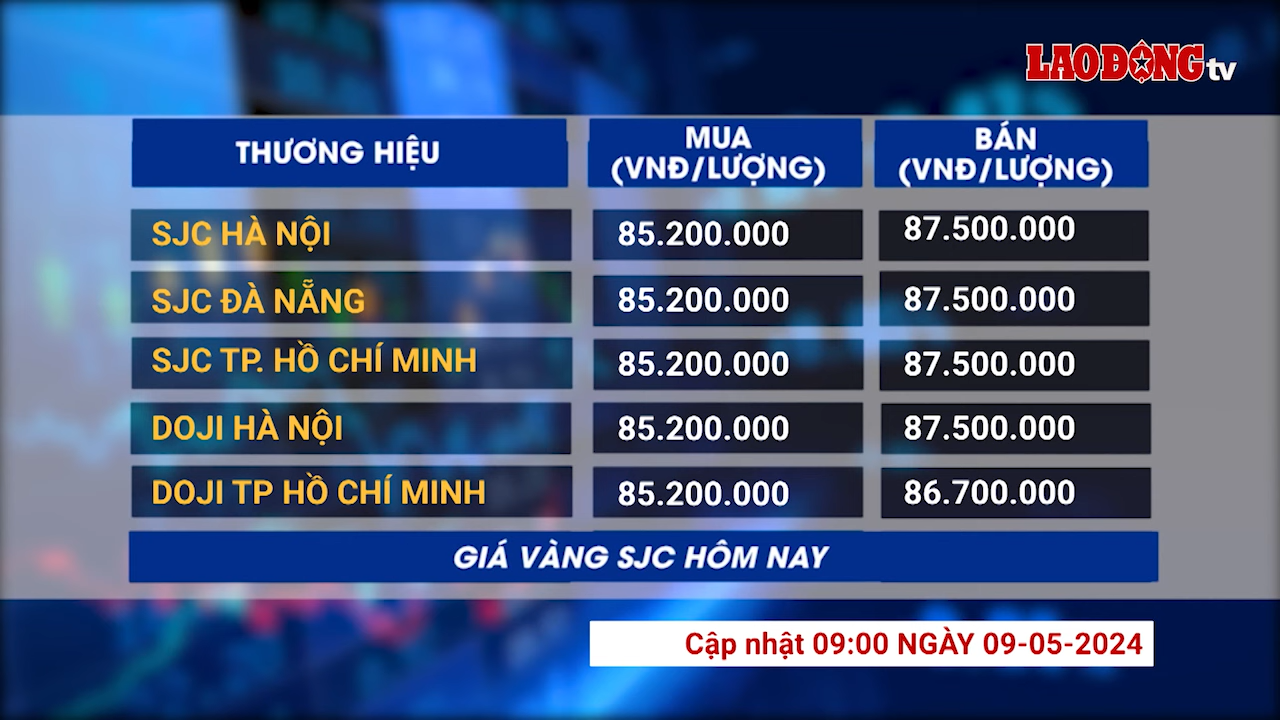 LAO ĐỘNG tv
THƯƠNG HIỆU
MUA
(VNĐ/LƯỢNG)
BÁN
(VNĐ/LƯỢNG)
SJC HÀ NỘI 85.200.000 87.500.000
SJC ĐÀ NẴNG 85.200.000 87.500.000
SJC TP. HỒ CHÍ MINH 85.200.000 87.500.000
DOJI HÀ NỘI 85.200.000 87.500.000
DOJI TP HỒ CHÍ MINH 85.200.000 86.700.000
GIÁ VÀNG SJC HÔM NAY
Cập nhật 09:00 NGÀY 09-05-2024